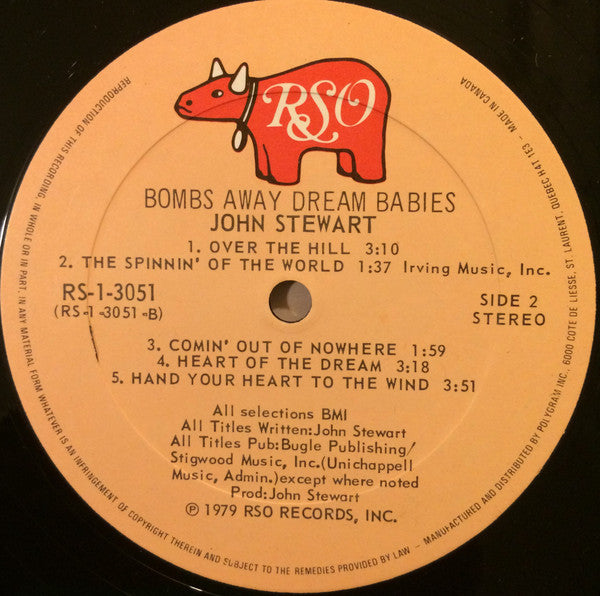 RSO
BOMBS AWAY DREAM BABIES
JOHN STEWART
1. OVER THE HILL 3:10
2. THE SPINNIN' OF THE WORLD 1:37 Irving Music, Inc.
RS-1-3051
(RS-1-3051-B)
SIDE 2
STEREO
3. COMIN' OUT OF NOWHERE 1:59
4. HEART OF THE DREAM 3:18
5. HAND YOUR HEART TO THE WIND 3:51
All selections BMI
All Titles Written:John Stewart
All Titles Pub:Bugle Publishing/
Stigwood Music, Inc.(Unichappell
Music, Admin.)except where noted
Prod:John Stewart
℗ 1979 RSO RECORDS, INC.
REPRODUCTION OF THIS RECORDING, IN WHOLE OR IN PART, IN ANY MATERIAL FORM WHATEVER IS AN INFRINGEMENT OF COPYRIGHT THEREIN AND SUBJECT TO THE REMEDIES PROVIDED BY LAW – MANUFACTURED AND DISTRIBUTED BY POLYGRAM INC., 6000 COTE DE LIESSE, ST LAURENT, QUEBEC H4T 1E3 – MADE IN CANADA